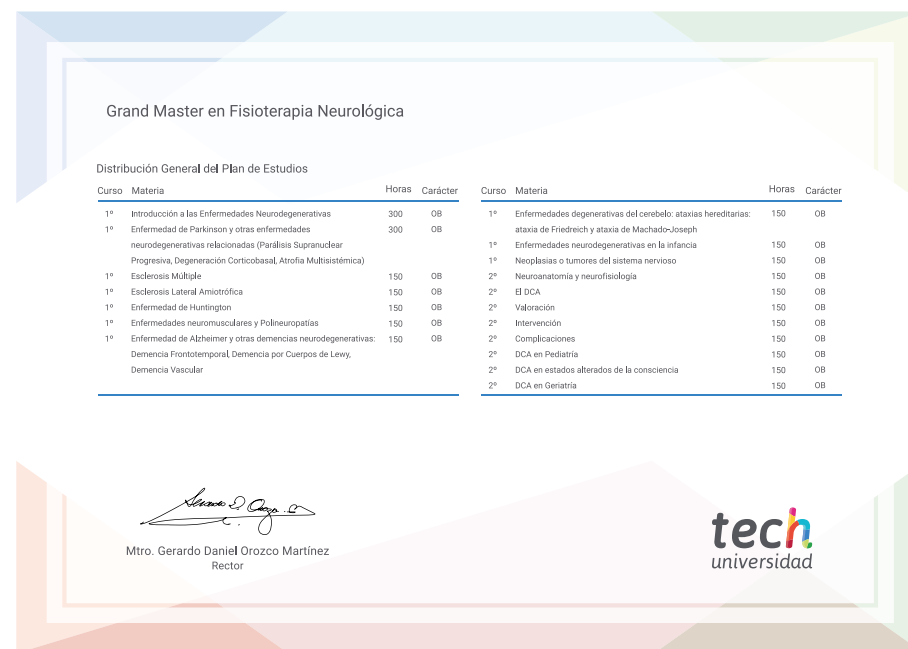 Grand Master en Fisioterapia Neurológica
Distribución General del Plan de Estudios
Curso Materia Horas Carácter
1º Introducción a las Enfermedades Neurodegenerativas 300 OB
1º Enfermedad de Parkinson y otras enfermedades 300 OB
neurodegenerativas relacionadas (Parálisis Supranuclear
Progresiva, Degeneración Corticobasal, Atrofia Multisistémica)
1º Esclerosis Múltiple 150 OB
1º Esclerosis Lateral Amiotrófica 150 OB
1º Enfermedad de Huntington 150 OB
1º Enfermedades neuromusculares y Polineuropatías 150 OB
1º Enfermedad de Alzheimer y otras demencias neurodegenerativas: 150 OB
Demencia Frontotemporal, Demencia por Cuerpos de Lewy,
Demencia Vascular
Curso Materia Horas Carácter
1º Enfermedades degenerativas del cerebelo: ataxias hereditarias: 150 OB
ataxia de Friedreich y ataxia de Machado-Joseph
1º Enfermedades neurodegenerativas en la infancia 150 OB
1º Neoplasias o tumores del sistema nervioso 150 OB
2º Neuroanatomía y neurofisiología 150 OB
2º El DCA 150 OB
2º Valoración 150 OB
2º Intervención 150 OB
2º Complicaciones 150 OB
2º DCA en Pediatría 150 OB
2º DCA en estados alterados de la consciencia 150 OB
2º DCA en Geriatría 150 OB
Mtro. Gerardo Daniel Orozco Martínez
Rector
tech
universidad